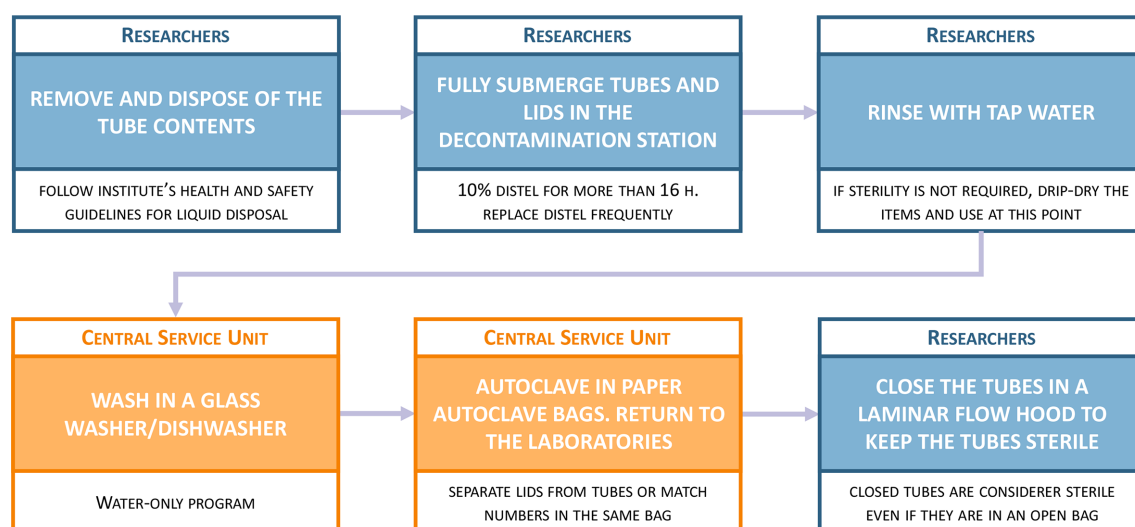 Researchers
REMOVE AND DISPOSE OF THE
TUBE CONTENTS
FOLLOW INSTITUTE'S HEALTH AND SAFETY
GUIDELINES FOR LIQUID DISPOSAL
Researchers
FULLY SUBMERGE TUBES AND
LIDS IN THE
DECONTAMINATION STATION
10% DISTEL FOR MORE THAN 16 H.
REPLACE DISTEL FREQUENTLY
Researchers
RINSE WITH TAP WATER
IF STERILITY IS NOT REQUIRED, DRIP-DRY THE
ITEMS AND USE AT THIS POINT
Central Service Unit
WASH IN A GLASS
WASHER/DISHWASHER
Water-only program
Central Service Unit
AUTOCLAVE IN PAPER
AUTOCLAVE BAGS. RETURN TO
THE LABORATORIES
SEPARATE LIDS FROM TUBES OR MATCH
NUMBERS IN THE SAME BAG
Researchers
CLOSE THE TUBES IN A
LAMINAR FLOW HOOD TO
KEEP THE TUBES STERILE
CLOSED TUBES ARE CONSIDERER STERILE
EVEN IF THEY ARE IN AN OPEN BAG